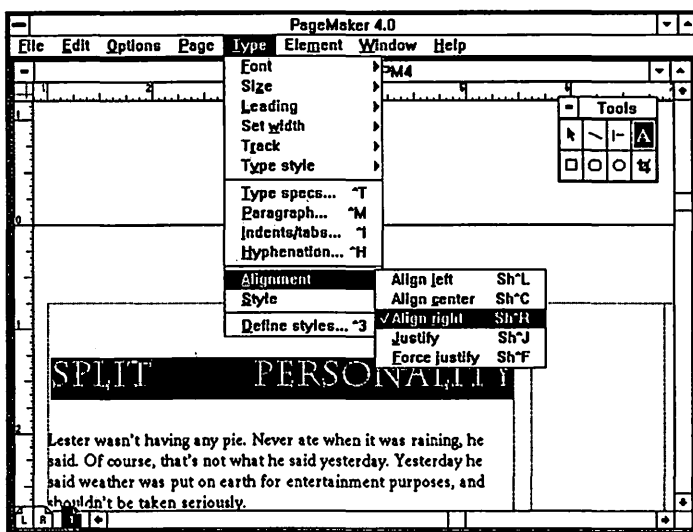 PageMaker 4.0
File Edit Options Page Type Element Window Help
PM4
Font
Size
Leading
Set width
Track
Type style
Type specs... ^T
Paragraph... ^M
Indents/tabs... ^I
Hyphenation... ^H
Alignment
Style
Define styles... ^3
Align left Sh^L
Align center Sh^C
✓Align right Sh^R
Justify Sh^J
Force justify Sh^F
Tools
A
SPLIT PERSONALITY
Lester wasn't having any pie. Never ate when it was raining, he
said. Of course, that's not what he said yesterday. Yesterday he
said weather was put on earth for entertainment purposes, and
shouldn't be taken seriously.
L R 1